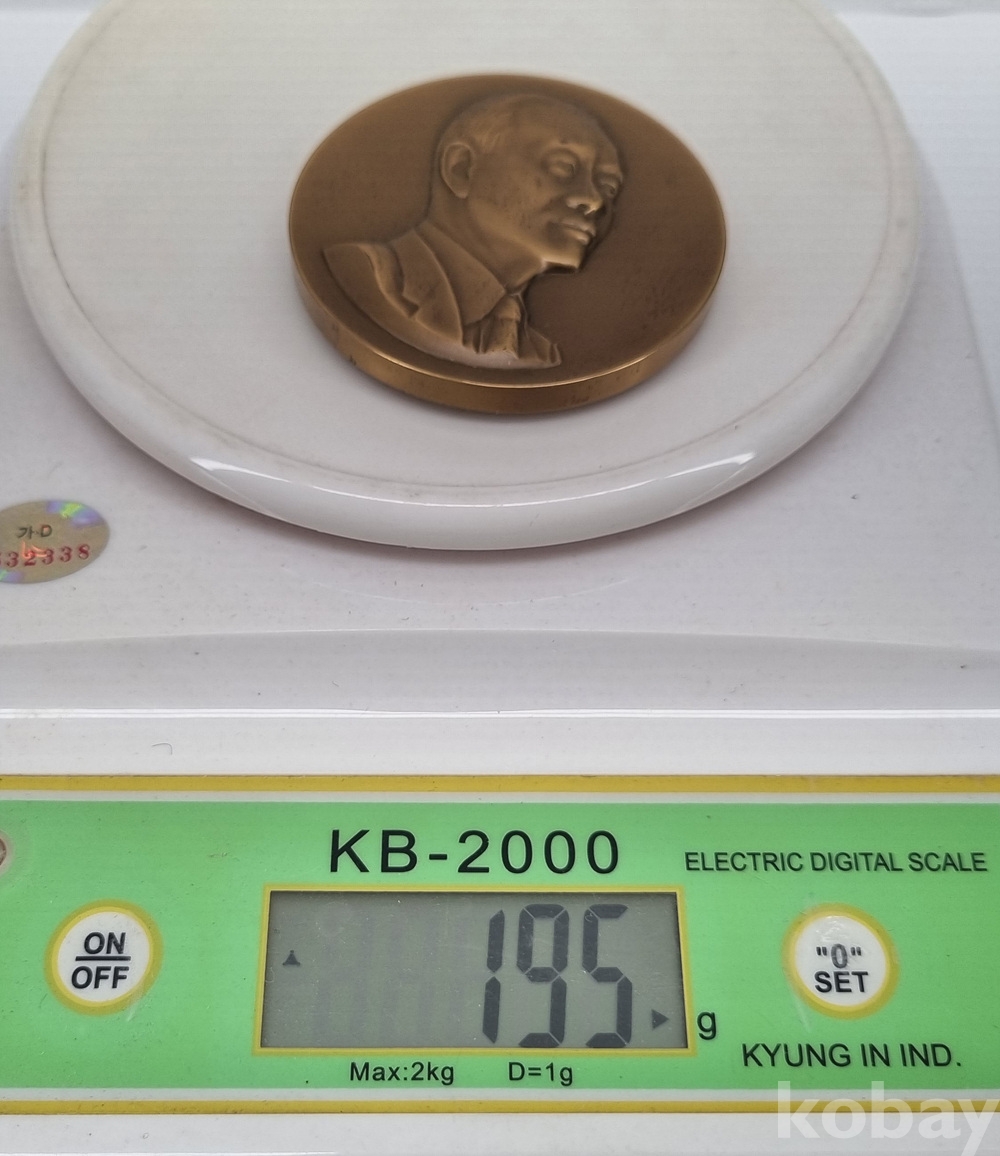 가D
32338
KB-2000
ELECTRIC DIGITAL SCALE
ON
OFF
195
g
"0"
SET
KYUNG IN IND.
Max:2kg D=1g
kobay